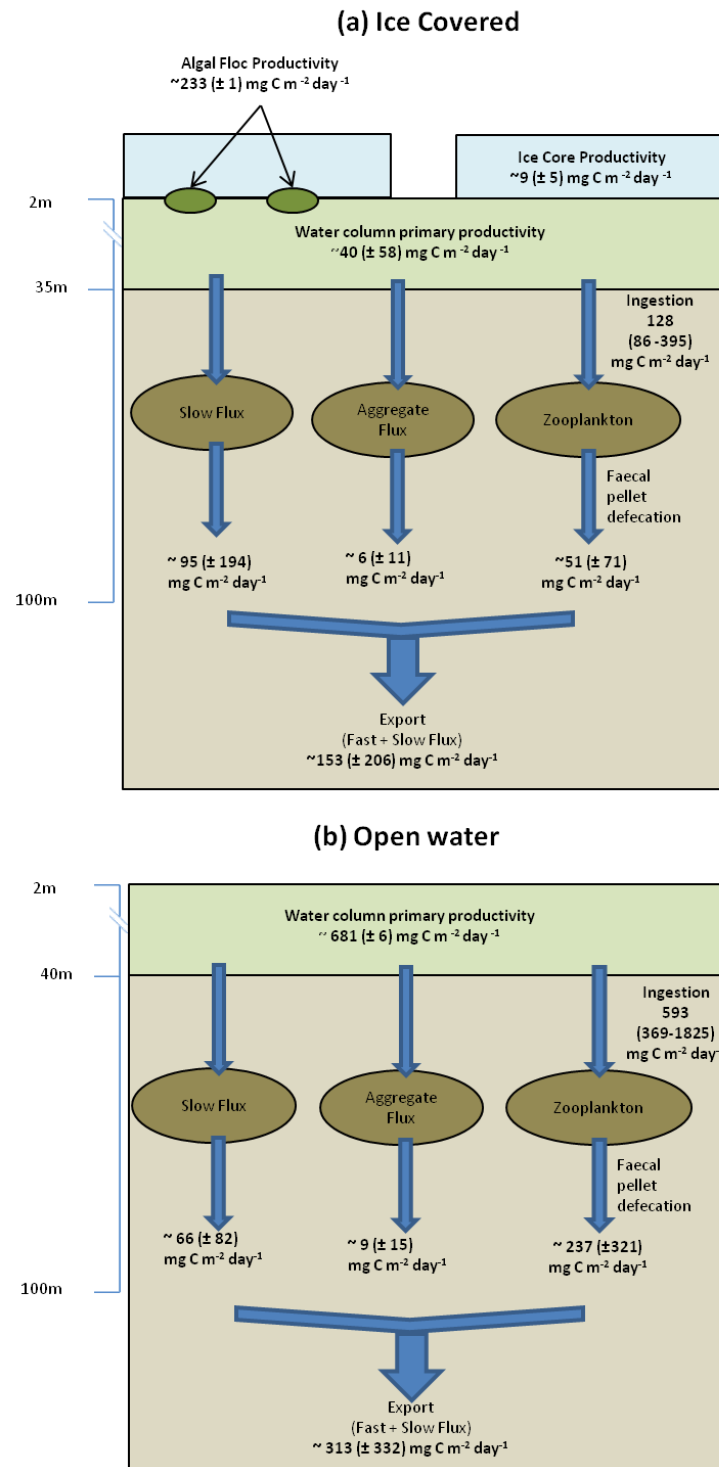 (a) Ice Covered
Algal Floc Productivity
~233 (± 1) mg C m -2 day -1
Ice Core Productivity
~9 (± 5) mg C m -2 day -1
2m
Water column primary productivity
~40 (± 58) mg C m -2 day -1
35m
Ingestion
128
(86 -395)
mg C m-2 day-1
Slow Flux
Aggregate
Flux
Zooplankton
Faecal
pellet
defecation
~ 95 (± 194)
mg C m-2 day-1
~ 6 (± 11)
mg C m-2 day-1
~51 (± 71)
mg C m-2 day-1
100m
Export
(Fast + Slow Flux)
~153 (± 206) mg C m-2 day-1
(b) Open water
2m
Water column primary productivity
~ 681 (± 6) mg C m -2 day -1
40m
Ingestion
593
(369-1825)
mg C m-2 day-
Slow Flux
Aggregate
Flux
Zooplankton
Faecal
pellet
defecation
~ 66 (± 82)
mg C m-2 day-1
~ 9 (± 15)
mg C m-2 day-1
~ 237 (±321)
mg C m-2 day-1
100m
Export
(Fast + Slow Flux)
~ 313 (± 332) mg C m-2 day-1